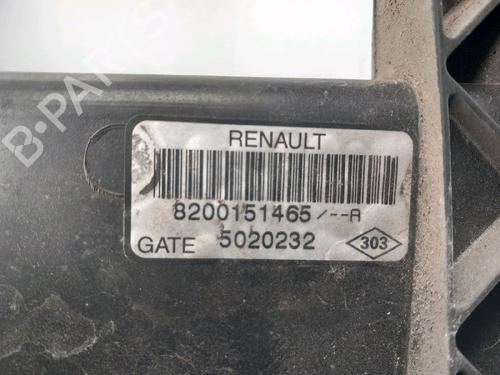 B-PARTS
RENAULT
8200151465/--A
GATE 5020232 303